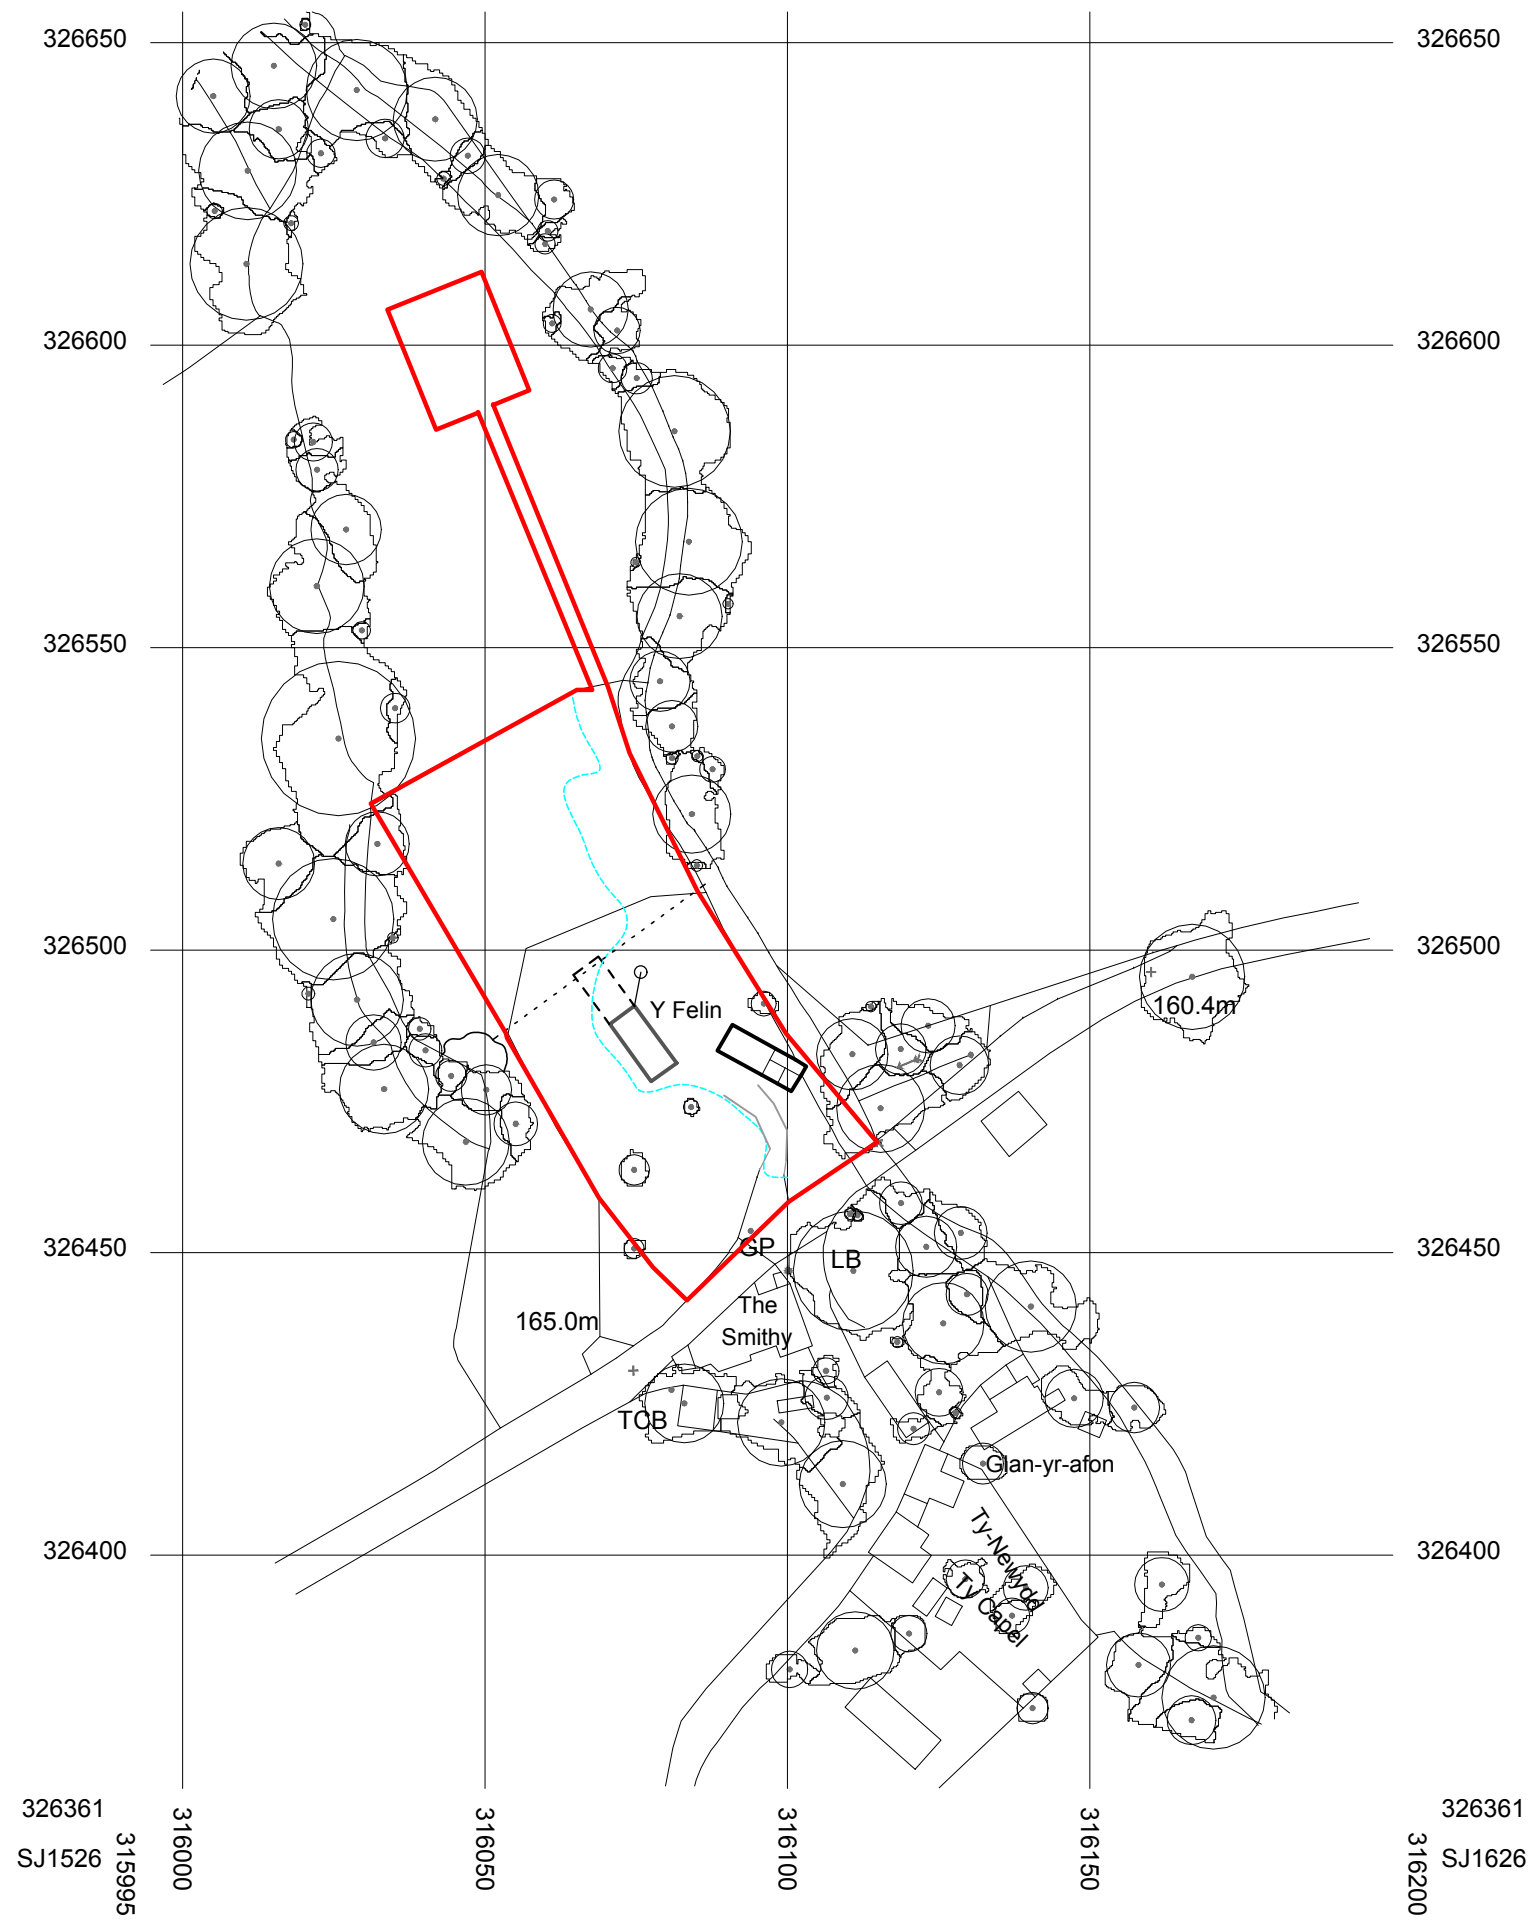 326650 326650
326600 326600
326550 326550
326500 326500
160.4m
Y Felin
326450 326450
GP
LB
The
Smithy
165.0m
TCB
Glan-yr-afon
Ty-Newydd
Ty Capel
326400 326400
326361 326361
SJ1526 SJ1626
315995 316000 316050 316100 316150 316200